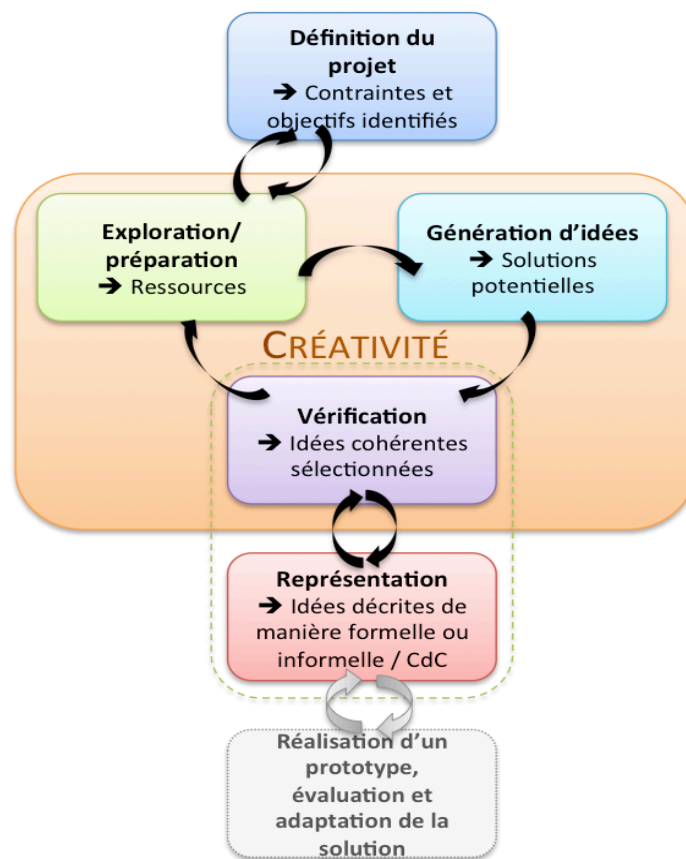 Définition du
projet
➔ Contraintes et
objectifs identifiés
Exploration/
préparation
➔ Ressources
Génération d’idées
➔ Solutions
potentielles
CRÉATIVITÉ
Vérification
➔ Idées cohérentes
sélectionnées
Représentation
➔ Idées décrites de
manière formelle ou
informelle / CdC
Réalisation d’un
prototype,
évaluation et
adaptation de la
solution